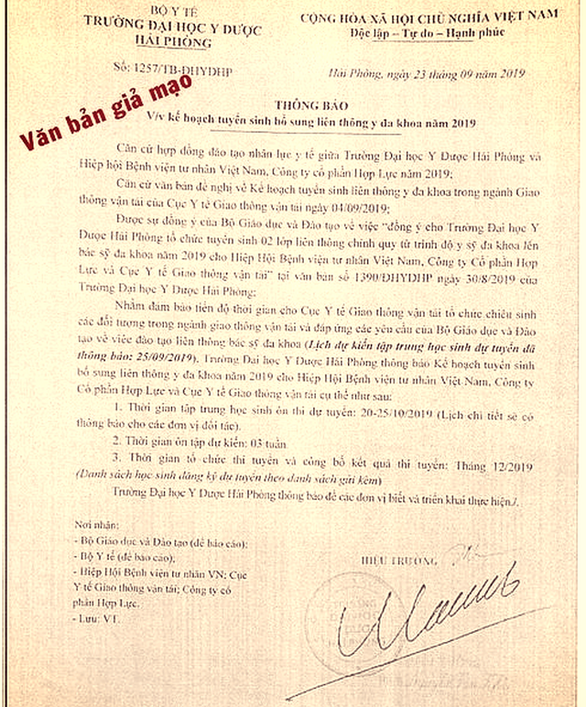 BỘ Y TẾ
TRƯỜNG ĐẠI HỌC Y DƯỢC
HẢI PHÒNG
CỘNG HÒA XÃ HỘI CHỦ NGHĨA VIỆT NAM
Độc lập – Tự do – Hạnh phúc
Số: 1257/TB-ĐHYDHP
Hải Phòng, ngày 23 tháng 09 năm 2019
Văn bản giả mạo
THÔNG BÁO
V/v kế hoạch tuyển sinh bổ sung liên thông y đa khoa năm 2019
Căn cứ hợp đồng đào tạo nhân lực y tế giữa Trường Đại học Y Dược Hải Phòng và
Hiệp hội Bệnh viện tư nhân Việt Nam, Công ty cổ phần Hợp Lực năm 2019;
Căn cứ văn bản đề nghị về Kế hoạch tuyển sinh liên thông y đa khoa trong ngành Giao
thông vận tải của Cục Y tế Giao thông vận tải ngày 04/09/2019;
Được sự đồng ý của Bộ Giáo dục và Đào tạo về việc "đồng ý cho Trường Đại học Y
Dược Hải Phòng tổ chức tuyển sinh 02 lớp liên thông chính quy từ trình độ y sỹ đa khoa lên
bác sỹ đa khoa năm 2019 cho Hiệp Hội Bệnh viện tư nhân Việt Nam, Công ty Cổ phần Hợp
Lực và Cục Y tế Giao thông vận tải" tại văn bản số 1390/ĐHYDHP ngày 30/8/2019 của
Trường Đại học Y Dược Hải Phòng;
Nhằm đảm bảo tiến độ thời gian cho Cục Y tế Giao thông vận tải tổ chức chiêu sinh
các đối tượng trong ngành giao thông vận tải và đáp ứng các yêu cầu của Bộ Giáo dục và Đào
tạo về việc đào tạo liên thông bác sỹ đa khoa (Lịch dự kiến tập trung học sinh dự tuyển đã
thông báo: 25/09/2019), Trường Đại học Y Dược Hải Phòng thông báo Kế hoạch tuyển sinh
bổ sung liên thông y đa khoa năm 2019 cho Hiệp Hội Bệnh viện tư nhân Việt Nam, Công ty
Cổ phần Hợp Lực và Cục Y tế Giao thông vận tải cụ thể như sau:
1. Thời gian tập trung học sinh ôn thi dự tuyển: 20-25/10/2019 (Lịch chi tiết sẽ có
thông báo cho các đơn vị đối tác).
2. Thời gian ôn tập dự kiến: 03 tuần
3. Thời gian tổ chức thi tuyển và công bố kết quả thi tuyển: Tháng 12/2019
(Danh sách học sinh đăng ký dự tuyển theo danh sách gửi kèm)
Trường Đại học Y Dược Hải Phòng thông báo để các đơn vị biết và triển khai thực hiện./.
Nơi nhận:
- Bộ Giáo dục và Đào tạo (để báo cáo);
- Bộ Y tế (để báo cáo);
- Hiệp Hội Bệnh viện tư nhân VN; Cục
Y tế Giao thông vận tải; Công ty cổ
phần Hợp Lực.
- Lưu: VT.
HIỆU TRƯỞNG